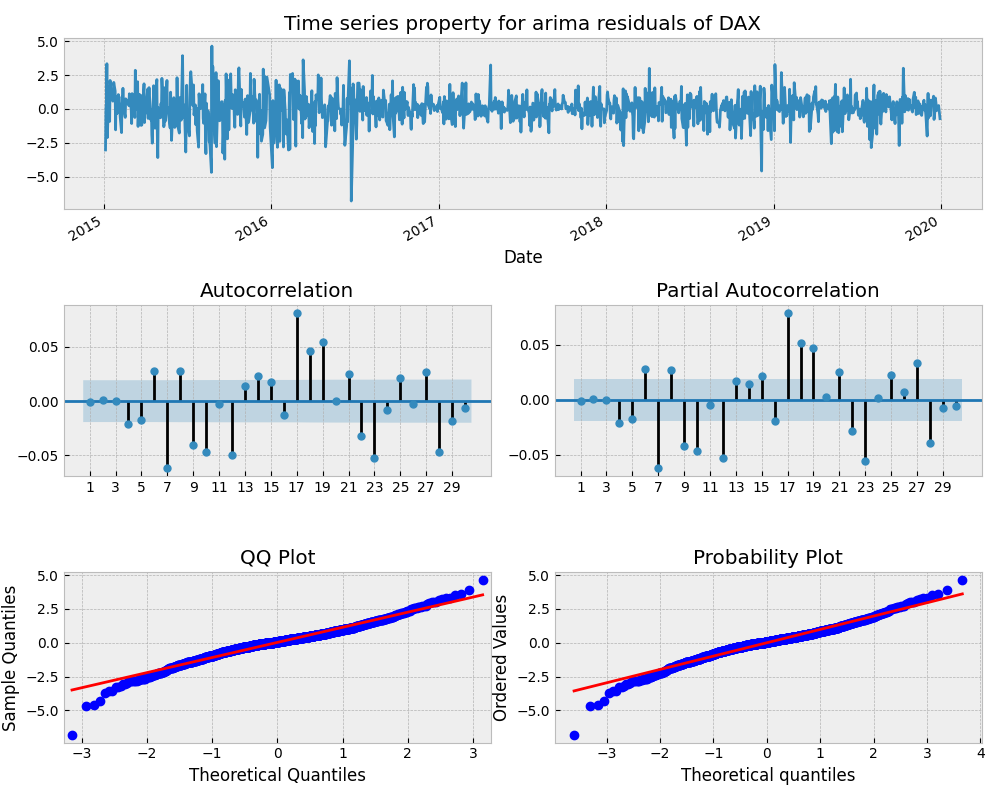 Time series property for arima residuals of DAX
5.0
2.5
0.0
−2.5
−5.0
2015 2016 2017 2018 2019 2020
Date
Autocorrelation
0.05
0.00
−0.05
1 3 5 7 9 11 13 15 17 19 21 23 25 27 29
Partial Autocorrelation
0.05
0.00
−0.05
1 3 5 7 9 11 13 15 17 19 21 23 25 27 29
QQ Plot
Sample Quantiles
5.0
2.5
0.0
−2.5
−5.0
−3 −2 −1 0 1 2 3
Theoretical Quantiles
Probability Plot
Ordered Values
5.0
2.5
0.0
−2.5
−5.0
−3 −2 −1 0 1 2 3 4
Theoretical quantiles